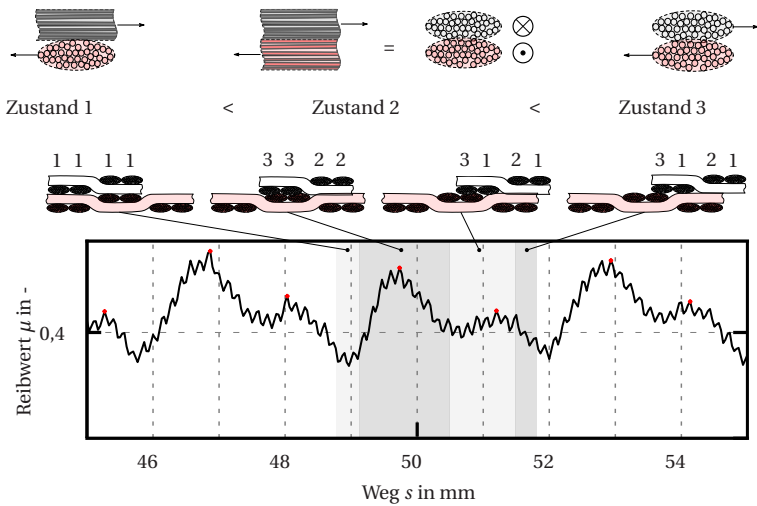 =
Zustand 1 < Zustand 2 < Zustand 3
1 1 1 1 3 3 2 2 3 1 2 1 3 1 2 1
Reibwert μ in -
0,4
46 48 50 52 54
Weg s in mm